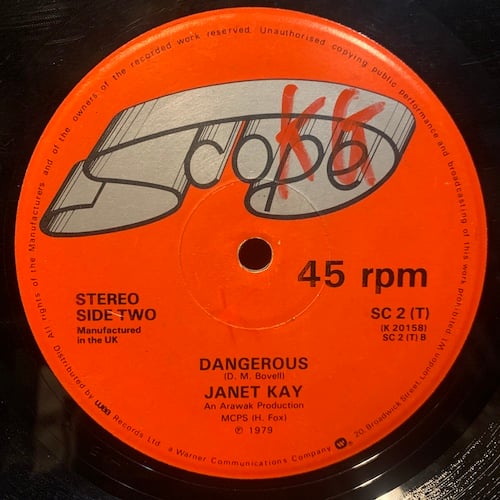 All rights of the Manufacturers and of the owners of the recorded work reserved. Unauthorised copying public performance and broadcasting of this work prohibited
Scope
KK
45 rpm
STEREO
SIDE TWO
Manufactured
in the UK
SC 2 (T)
(K 20158)
SC 2 (T) B
DANGEROUS
(D. M. Bovell)
JANET KAY
An Arawak Production
MCPS (H. Fox)
℗ 1979
Distributed by wea Records Ltd. a Warner Communications Company W ® 20, Broadwick Street, London W1